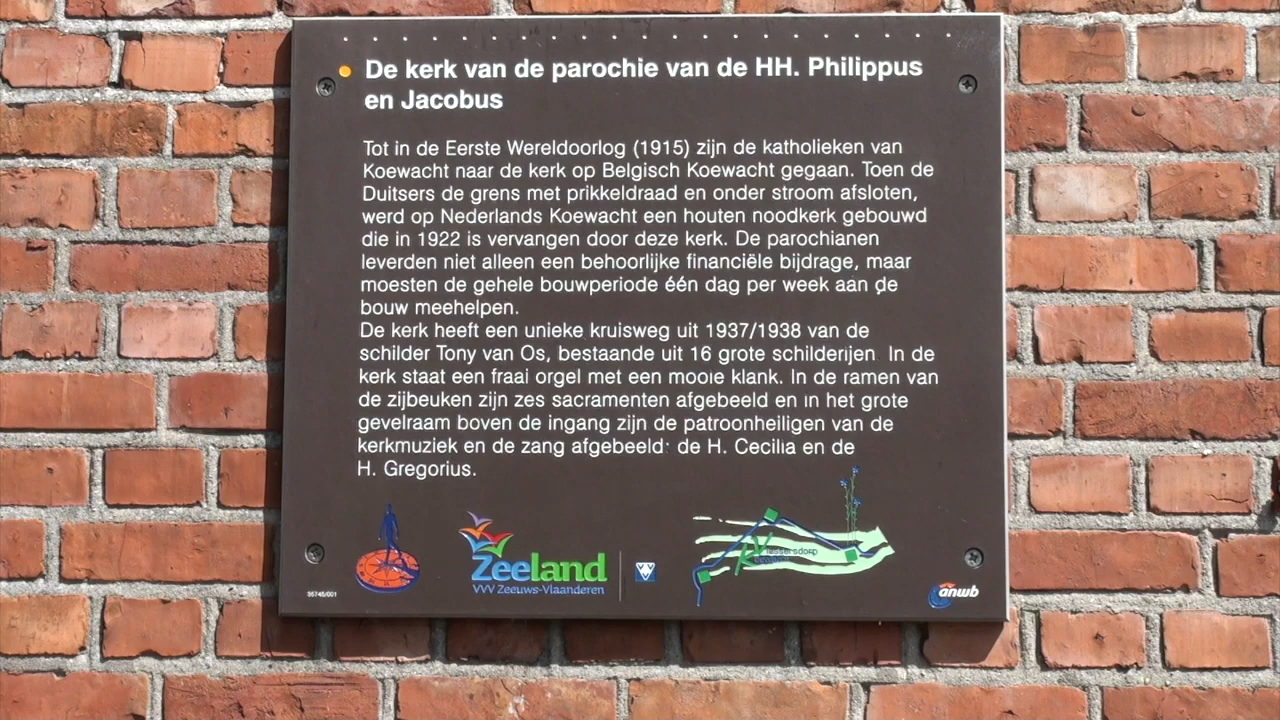 De kerk van de parochie van de HH. Philippus
en Jacobus
Tot in de Eerste Wereldoorlog (1915) zijn de katholieken van
Koewacht naar de kerk op Belgisch Koewacht gegaan. Toen de
Duitsers de grens met prikkeldraad en onder stroom afsloten,
werd op Nederlands Koewacht een houten noodkerk gebouwd
die in 1922 is vervangen door deze kerk. De parochianen
leverden niet alleen een behoorlijke financiële bijdrage, maar
moesten de gehele bouwperiode één dag per week aan de
bouw meehelpen.
De kerk heeft een unieke kruisweg uit 1937/1938 van de
schilder Tony van Os, bestaande uit 16 grote schilderijen. In de
kerk staat een fraai orgel met een mooie klank. In de ramen van
de zijbeuken zijn zes sacramenten afgebeeld en in het grote
gevelraam boven de ingang zijn de patroonheiligen van de
kerkmuziek en de zang afgebeeld: de H. Cecilia en de
H. Gregorius.
Zeeland
VVV Zeeuws-Vlaanderen
anwb